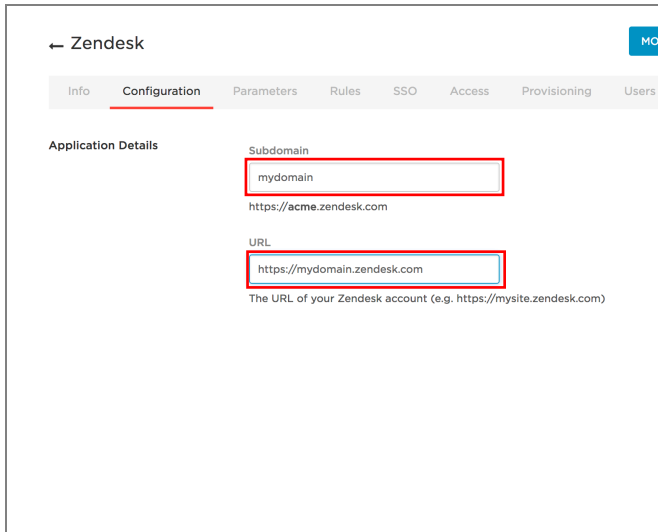 ← Zendesk
MO
Info Configuration Parameters Rules SSO Access Provisioning Users
Application Details
Subdomain
mydomain
https://acme.zendesk.com
URL
https://mydomain.zendesk.com
The URL of your Zendesk account (e.g. https://mysite.zendesk.com)